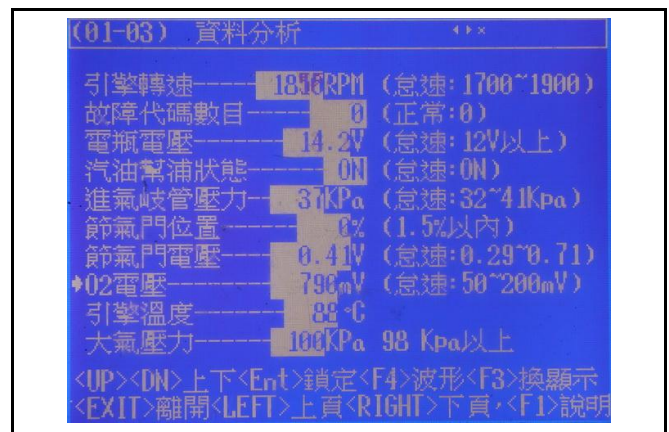 (01-03) 資料分析 ◂ ▸ ×
引擎轉速-----1856RPM (怠速:1700~1900)
故障代碼數目-----0 (正常:0)
電瓶電壓-----14.2V (怠速:12V以上)
汽油幫浦狀態-----ON (怠速:ON)
進氣岐管壓力-----37KPa (怠速:32~41Kpa)
節氣門位置-----0% (1.5%以內)
節氣門電壓-----0.41V (怠速:0.29~0.71)
➧O2電壓-----790mV (怠速:50~200mV)
引擎溫度-----88°C
大氣壓力-----100KPa 98 Kpa以上
<UP><DN>上下<Ent>鎖定<F4>波形<F3>換顯示
<EXIT>離開<LEFT>上頁<RIGHT>下頁,<F1>說明